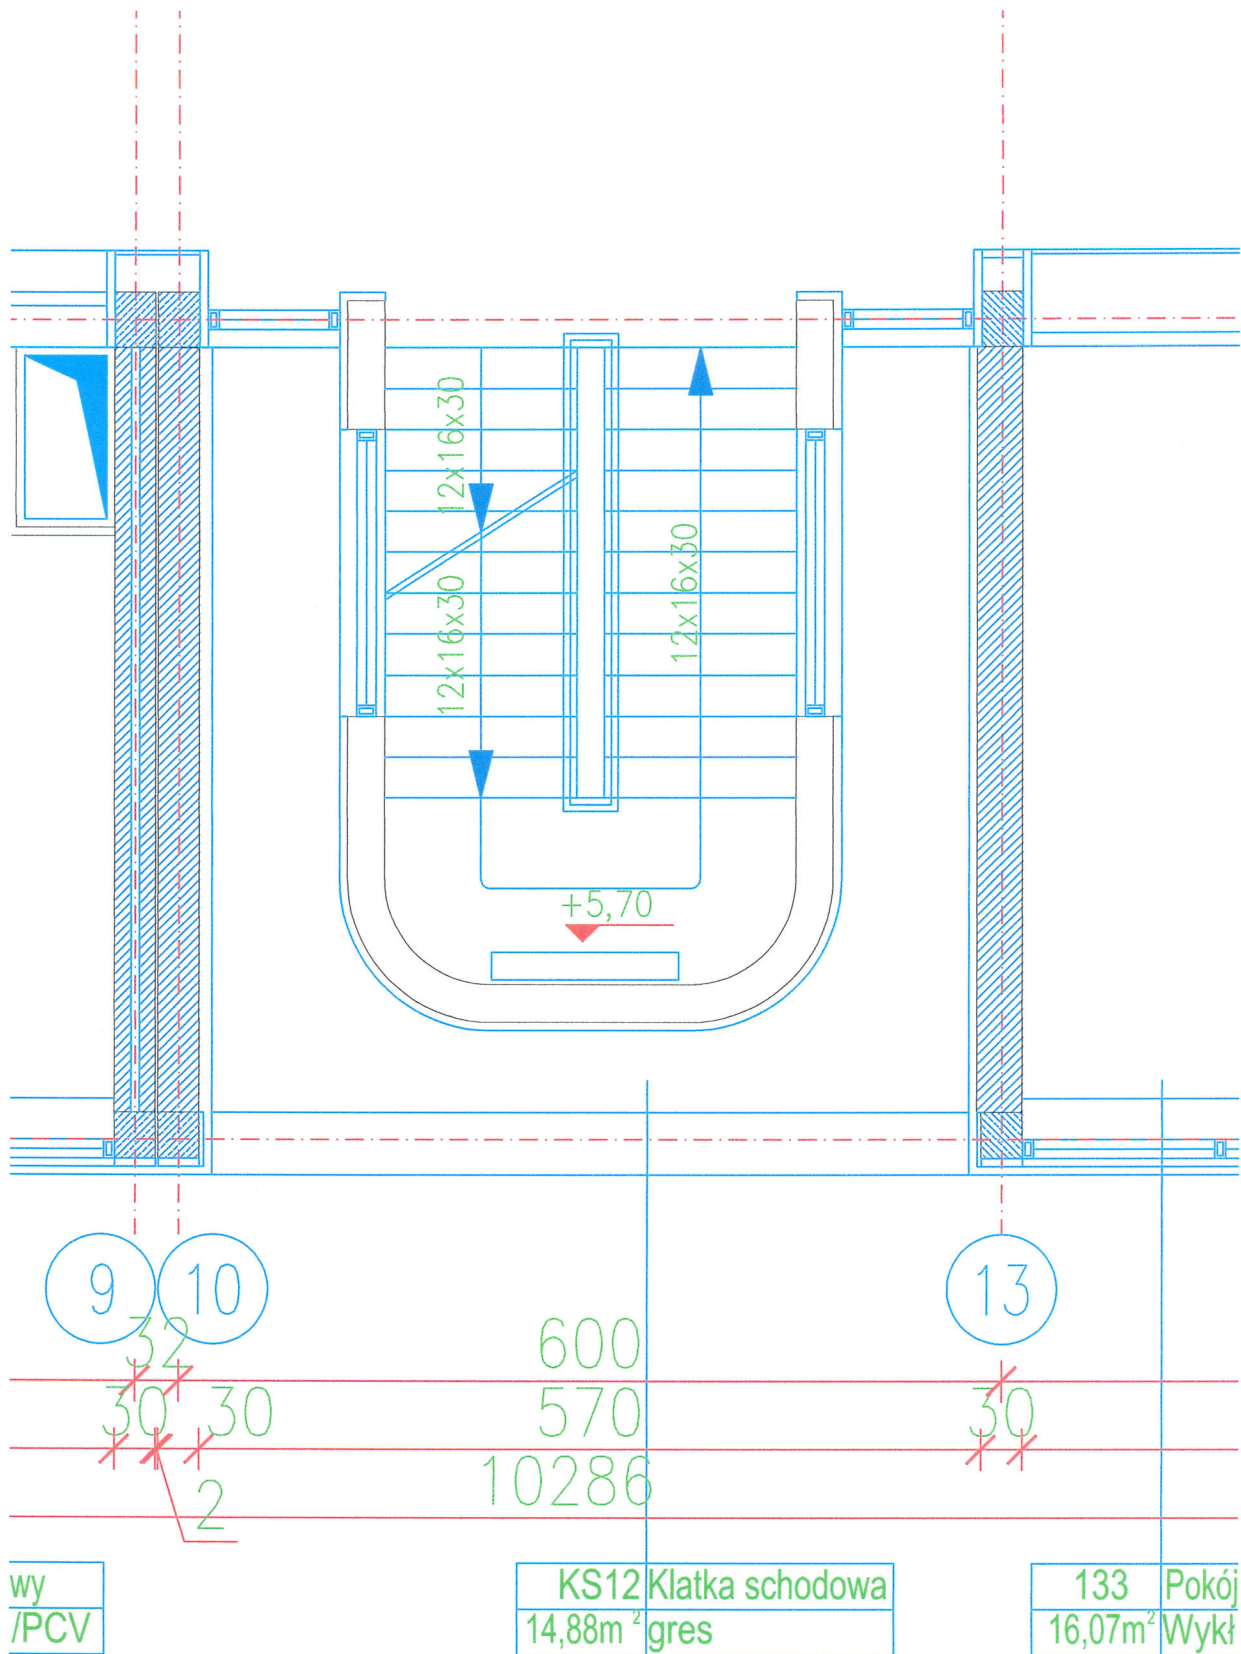 12x16x30
12x16x30
12x16x30
+5,70
9
10
13
32
600
30
30
570
30
10286
2
wy
/PCV
KS12 Klatka schodowa
14,88m² gres
133 Pokój
16,07m² Wykł